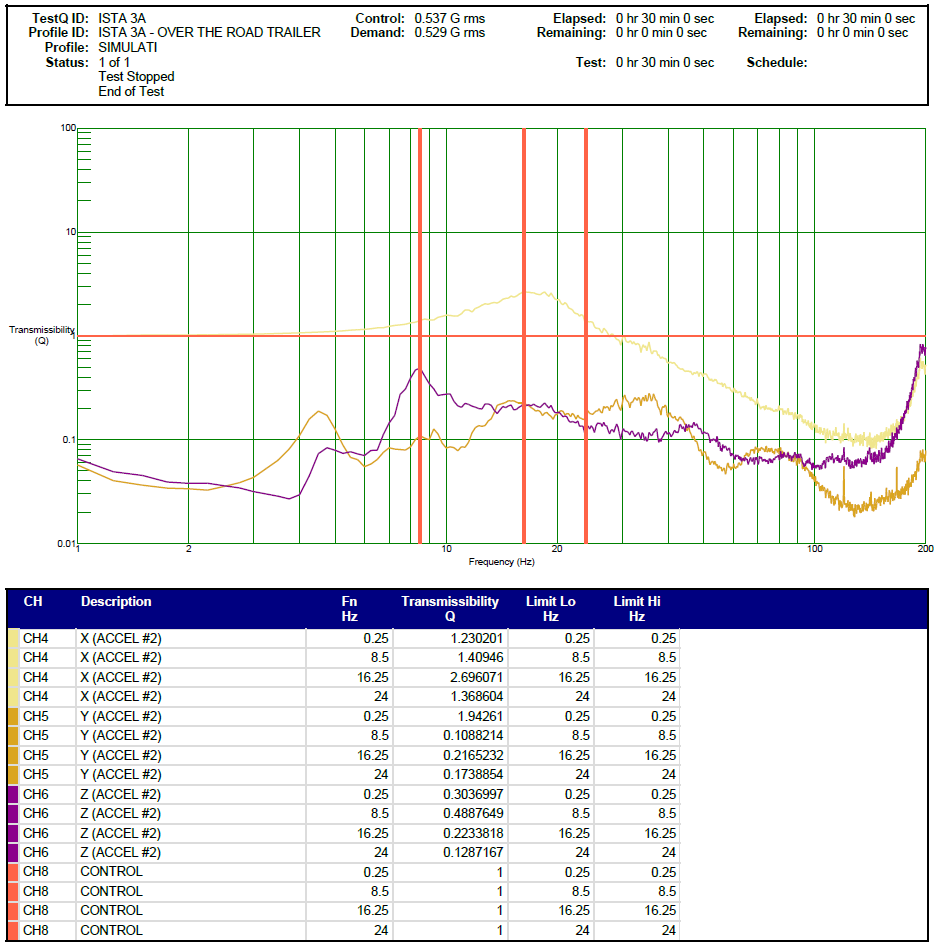 TestQ ID: ISTA 3A Control: 0.537 G rms Elapsed: 0 hr 30 min 0 sec Elapsed: 0 hr 30 min 0 sec
Profile ID: ISTA 3A - OVER THE ROAD TRAILER Demand: 0.529 G rms Remaining: 0 hr 0 min 0 sec Remaining: 0 hr 0 min 0 sec
Profile: SIMULATI
Status: 1 of 1 Test: 0 hr 30 min 0 sec Schedule:
Test Stopped
End of Test
100
10
Transmissibility 1
(Q)
0.1
0.01
1 2 10 20 100 200
Frequency (Hz)
CH Description Fn Transmissibility Limit Lo Limit Hi
Hz Q Hz Hz
CH4 X (ACCEL #2) 0.25 1.230201 0.25 0.25
CH4 X (ACCEL #2) 8.5 1.40946 8.5 8.5
CH4 X (ACCEL #2) 16.25 2.696071 16.25 16.25
CH4 X (ACCEL #2) 24 1.368604 24 24
CH5 Y (ACCEL #2) 0.25 1.94261 0.25 0.25
CH5 Y (ACCEL #2) 8.5 0.1088214 8.5 8.5
CH5 Y (ACCEL #2) 16.25 0.2165232 16.25 16.25
CH5 Y (ACCEL #2) 24 0.1738854 24 24
CH6 Z (ACCEL #2) 0.25 0.3036997 0.25 0.25
CH6 Z (ACCEL #2) 8.5 0.4887649 8.5 8.5
CH6 Z (ACCEL #2) 16.25 0.2233818 16.25 16.25
CH6 Z (ACCEL #2) 24 0.1287167 24 24
CH8 CONTROL 0.25 1 0.25 0.25
CH8 CONTROL 8.5 1 8.5 8.5
CH8 CONTROL 16.25 1 16.25 16.25
CH8 CONTROL 24 1 24 24